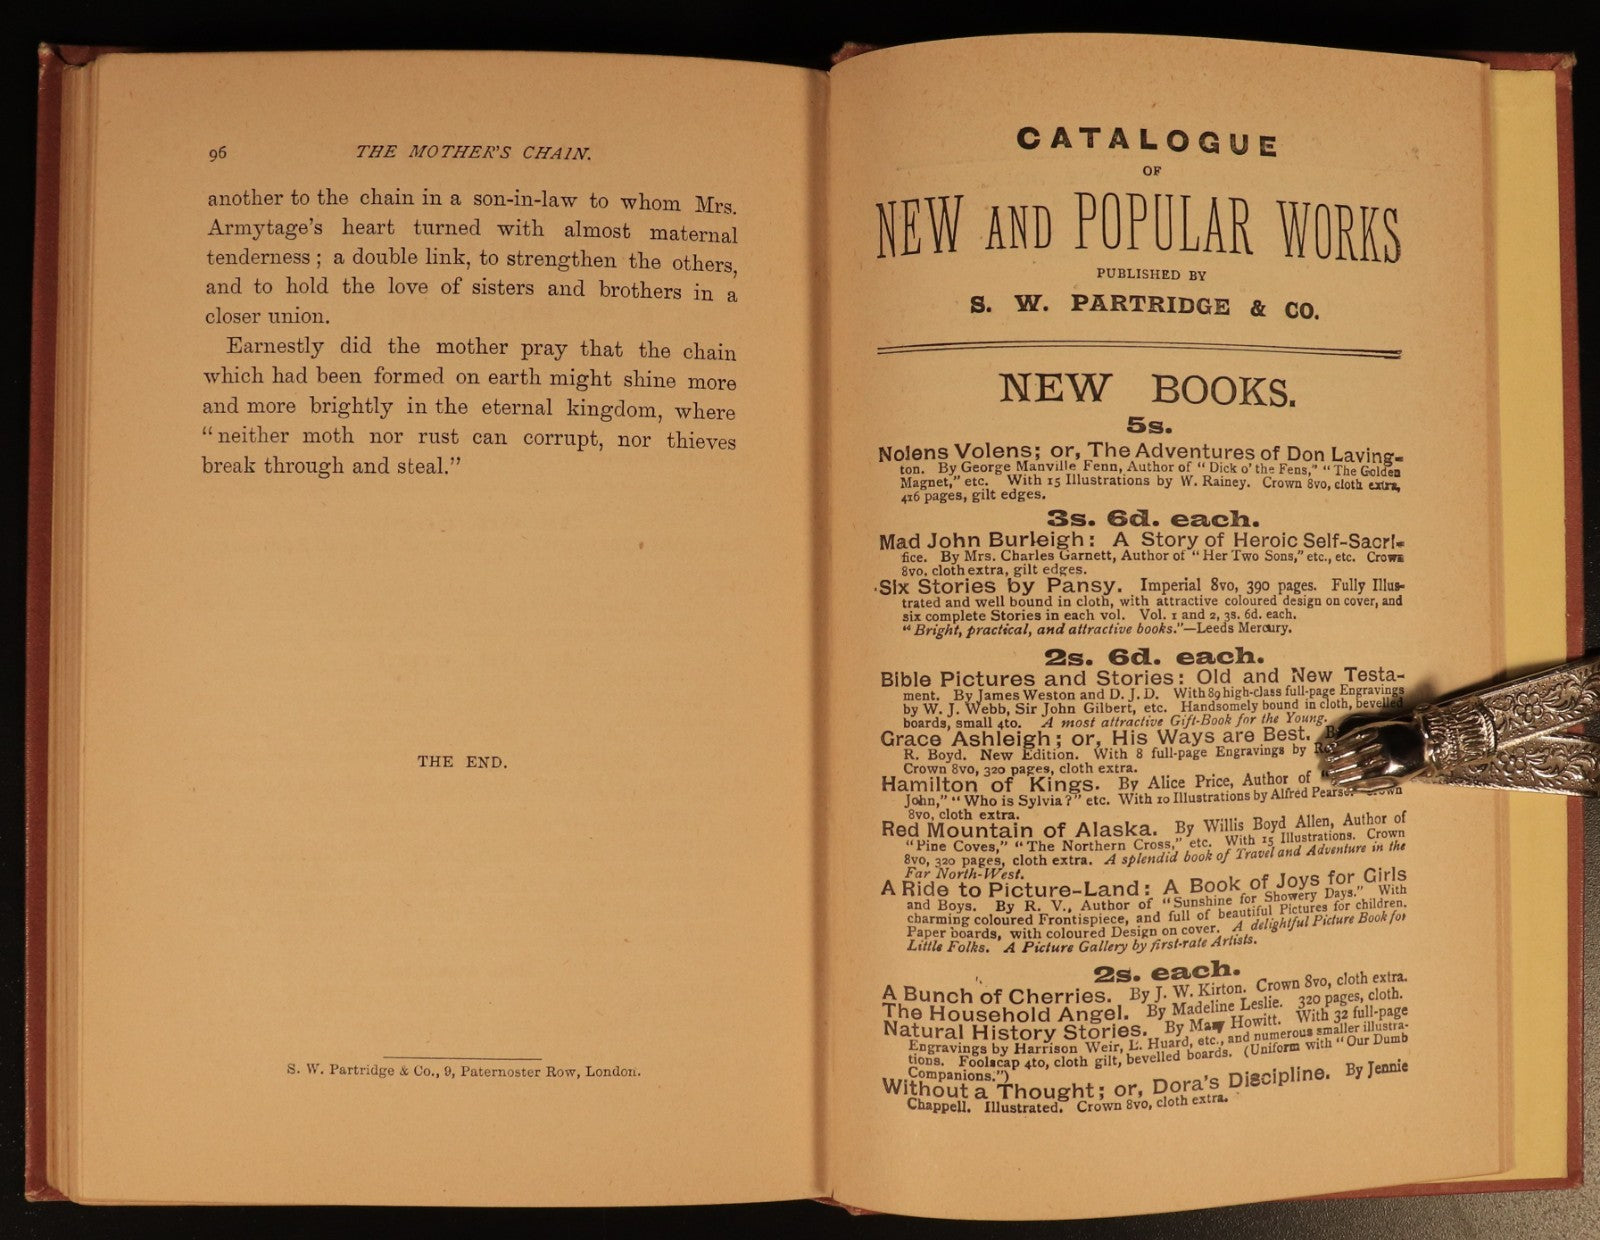 96
THE MOTHER'S CHAIN.
another to the chain in a son-in-law to whom Mrs.
Armytage's heart turned with almost maternal
tenderness ; a double link, to strengthen the others,
and to hold the love of sisters and brothers in a
closer union.
Earnestly did the mother pray that the chain
which had been formed on earth might shine more
and more brightly in the eternal kingdom, where
“ neither moth nor rust can corrupt, nor thieves
break through and steal.”
THE END.
S. W. Partridge & Co., 9, Paternoster Row, London.
CATALOGUE
OF
NEW AND POPULAR WORKS
PUBLISHED BY
S. W. PARTRIDGE & CO.
NEW BOOKS.
5s.
Nolens Volens; or, The Adventures of Don Laving-
ton. By George Manville Fenn, Author of “ Dick o' the Fens,” “ The Golden
Magnet,” etc. With 15 Illustrations by W. Rainey. Crown 8vo, cloth extra,
416 pages, gilt edges.
3s. 6d. each.
Mad John Burleigh: A Story of Heroic Self-Sacri-
fice. By Mrs. Charles Garnett, Author of “ Her Two Sons,” etc., etc. Crown
8vo, cloth extra, gilt edges.
Six Stories by Pansy. Imperial 8vo, 390 pages. Fully Illus-
trated and well bound in cloth, with attractive coloured design on cover, and
six complete Stories in each vol. Vol. 1 and 2, 3s. 6d. each.
“ Bright, practical, and attractive books.”—Leeds Mercury.
2s. 6d. each.
Bible Pictures and Stories: Old and New Testa-
ment. By James Weston and D. J. D. With 89 high-class full-page Engravings
by W. J. Webb, Sir John Gilbert, etc. Handsomely bound in cloth, bevelled
boards, small 4to. A most attractive Gift-Book for the Young.
Grace Ashleigh; or, His Ways are Best.
R. Boyd. New Edition. With 8 full-page Engravings by
Crown 8vo, 320 pages, cloth extra.
Hamilton of Kings. By Alice Price, Author of
John,” “ Who is Sylvia ?” etc. With 10 Illustrations by Alfred Crown
8vo, cloth extra.
Red Mountain of Alaska. By Willis Boyd Allen, Author of
“ Pine Coves,” “ The Northern Cross,” etc. With 15 Illustrations. Crown
8vo, 320 pages, cloth extra. A splendid book of Travel and Adventure in the
Far North-West.
A Ride to Picture-Land: A Book of Joys for Girls
and Boys. By R. V., Author of “ Sunshine for Showery Days.” With
charming coloured Frontispiece, and full of beautiful Pictures for children.
Paper boards, with coloured Design on cover. A delightful Picture Book for
Little Folks. A Picture Gallery by first-rate Artists.
2s. each.
A Bunch of Cherries. By J. W. Kirton. Crown 8vo, cloth extra.
The Household Angel. By Madeline Leslie. 320 pages, cloth.
Natural History Stories. By Mary Howitt. With 32 full-page
Engravings by Harrison Weir, L. Huard, etc., and numerous smaller illustra-
tions. Foolscap 4to, cloth gilt, bevelled boards. (Uniform with “ Our Dumb
Companions.”)
Without a Thought; or, Dora's Discipline. By Jennie
Chappell. Illustrated. Crown 8vo, cloth extra.